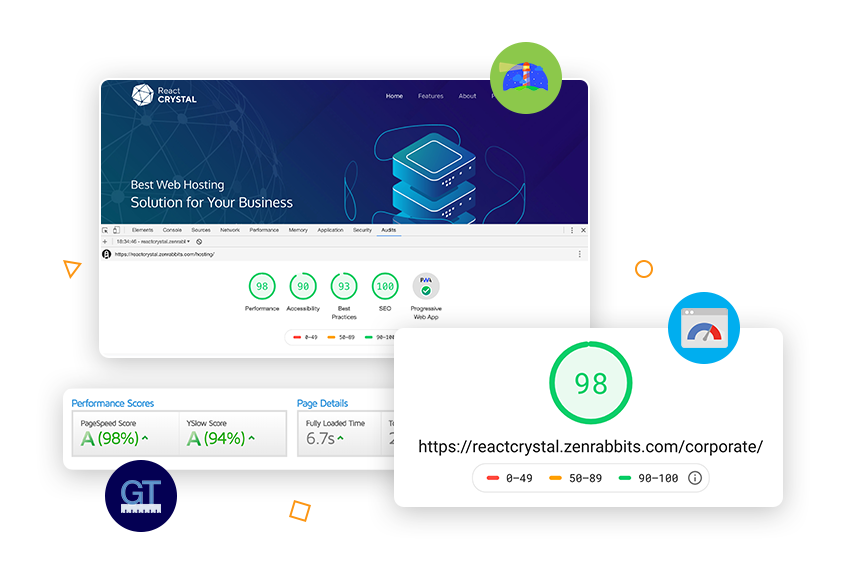 React
CRYSTAL
Home Features About
Best Web Hosting
Solution for Your Business
Elements Console Sources Network Performance Memory Application Security Audits
18:34:46 - reactcrystal.zenrabbit
https://reactcrystal.zenrabbits.com/hosting/
98 90 93 100 PWA
Performance Accessibility Best Practices SEO Progressive Web App
0-49 50-89 90-100
98
https://reactcrystal.zenrabbits.com/corporate/
0–49 50–89 90–100
Performance Scores
PageSpeed Score YSlow Score
A (98%) A (94%)
Page Details
Fully Loaded Time
6.7s
GT